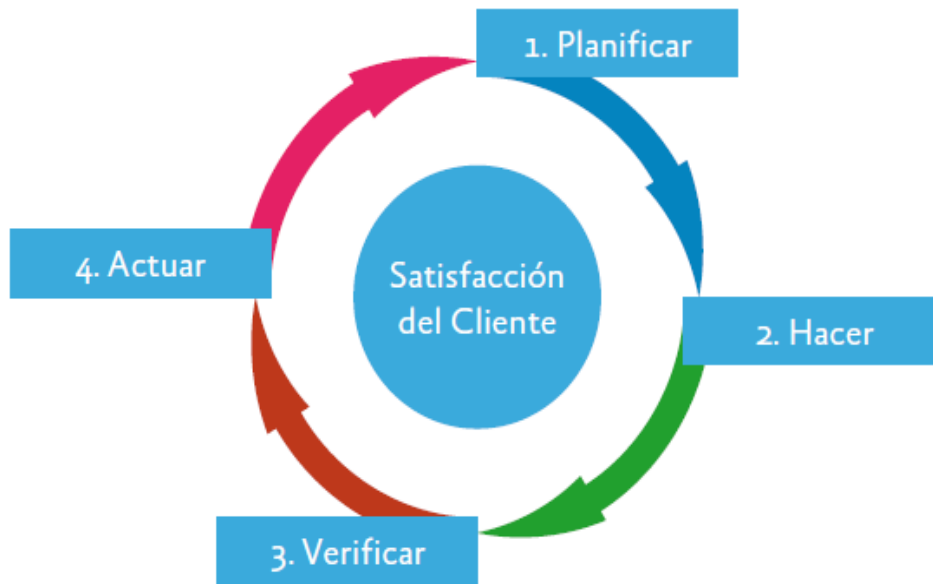 1. Planificar
2. Hacer
3. Verificar
4. Actuar
Satisfacción
del Cliente